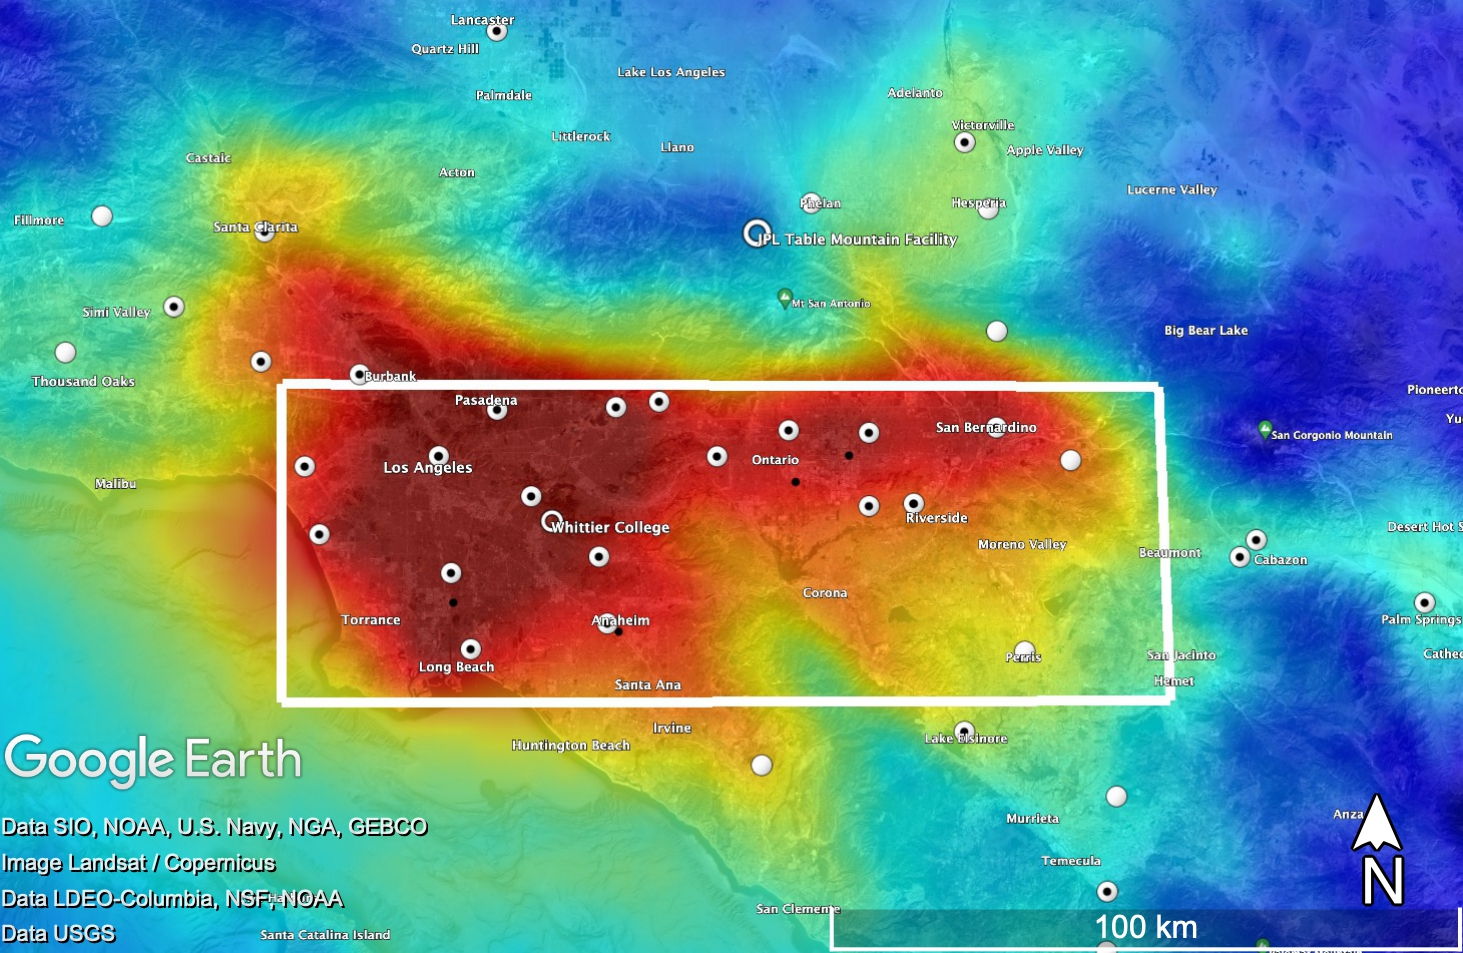 Lancaster
Quartz Hill
Lake Los Angeles
Palmdale
Adelanto
Victorville
Littlerock
Llano
Apple Valley
Castaic
Acton
Lucerne Valley
Fillmore
Santa Clarita
Phelan
Hesperia
JPL Table Mountain Facility
Simi Valley
Mt San Antonio
Big Bear Lake
Thousand Oaks
Burbank
Pasadena
San Bernardino
San Gorgonio Mountain
Los Angeles
Ontario
Malibu
Whittier College
Riverside
Desert Hot S
Moreno Valley
Beaumont
Cabazon
Corona
Torrance
Anaheim
Palm Springs
Long Beach
Perris
San Jacinto
Cathed
Santa Ana
Hemet
Irvine
Huntington Beach
Lake Elsinore
Google Earth
Murrieta
Anza
Data SIO, NOAA, U.S. Navy, NGA, GEBCO
Image Landsat / Copernicus
Temecula
Data LDEO-Columbia, NSF, NOAA
San Clemente
N
100 km
Data USGS
Santa Catalina Island